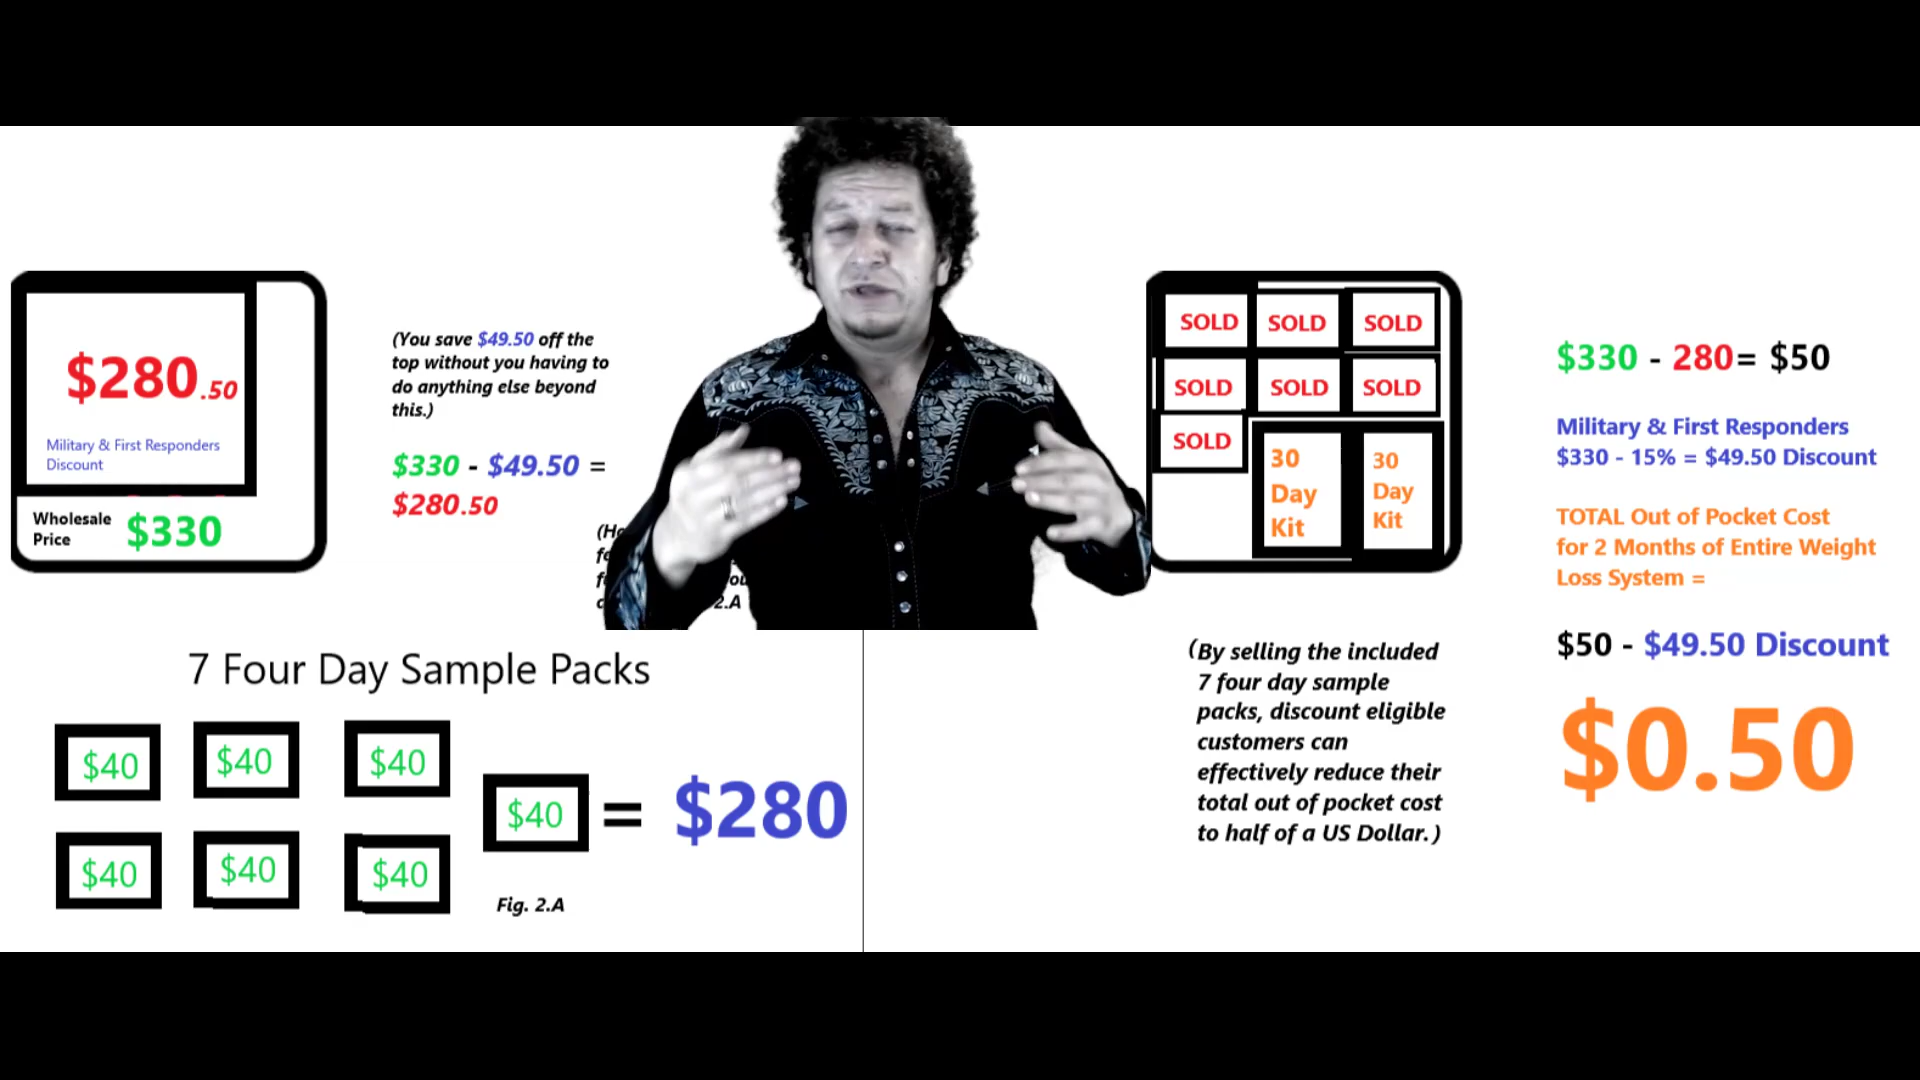 $280.50
Military & First Responders
Discount
Wholesale
Price
$330
(You save $49.50 off the
top without you having to
do anything else beyond
this.)
$330 - $49.50 =
$280.50
2.A
7 Four Day Sample Packs
$40
$40
$40
$40
$40
$40
$40
= $280
Fig. 2.A
SOLD SOLD SOLD
SOLD SOLD SOLD
SOLD
30
Day
Kit
30
Day
Kit
(By selling the included
7 four day sample
packs, discount eligible
customers can
effectively reduce their
total out of pocket cost
to half of a US Dollar.)
$330 - 280= $50
Military & First Responders
$330 - 15% = $49.50 Discount
TOTAL Out of Pocket Cost
for 2 Months of Entire Weight
Loss System =
$50 - $49.50 Discount
$0.50